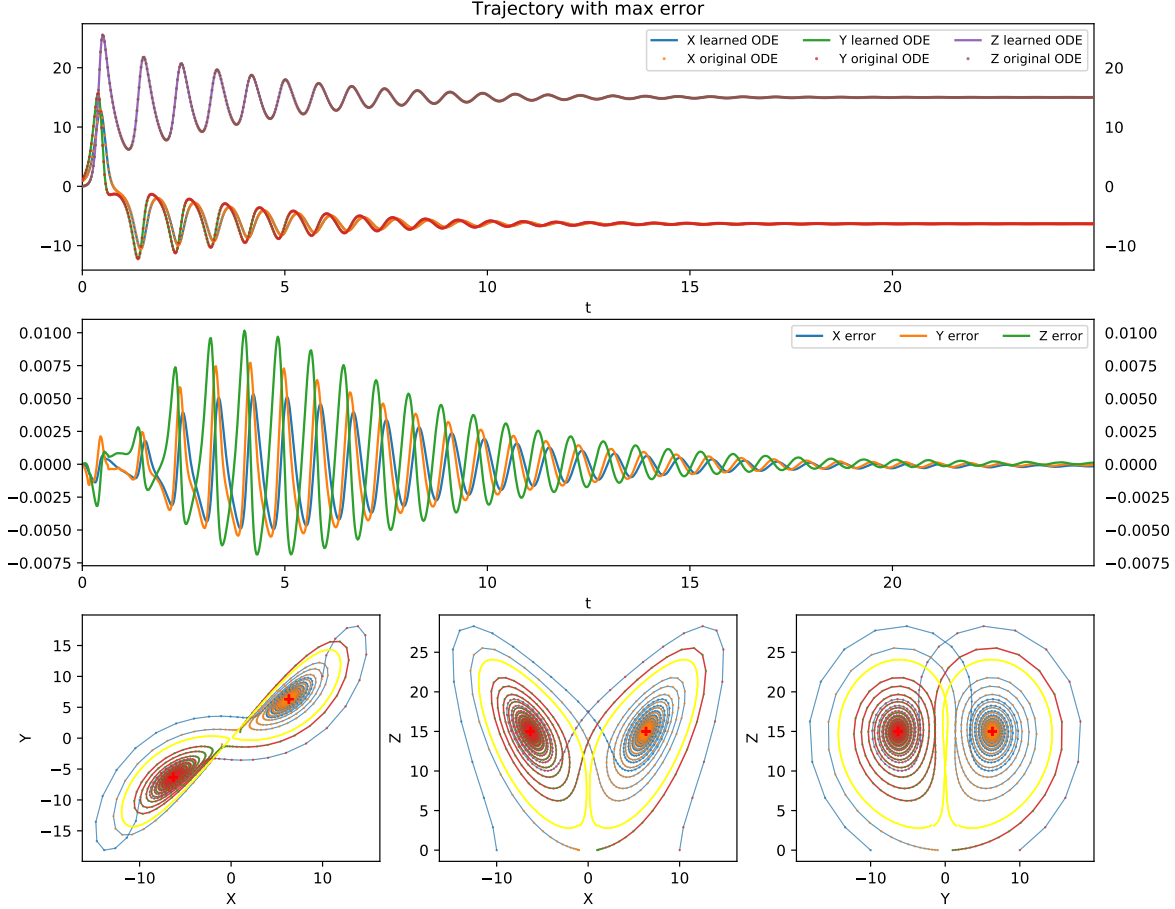 Trajectory with max error
X learned ODE Y learned ODE Z learned ODE
X original ODE Y original ODE Z original ODE
20 20
10 10
0 0
−10 −10
0 5 10 15 20
t
X error Y error Z error
0.0100 0.0100
0.0075 0.0075
0.0050 0.0050
0.0025 0.0025
0.0000 0.0000
−0.0025 −0.0025
−0.0050 −0.0050
−0.0075 −0.0075
0 5 10 15 20
t
Y
15
10
5
0
−5
−10
−15
−10 0 10
X
Z
25
20
15
10
5
0
−10 0 10
X
Z
25
20
15
10
5
0
−10 0 10
Y